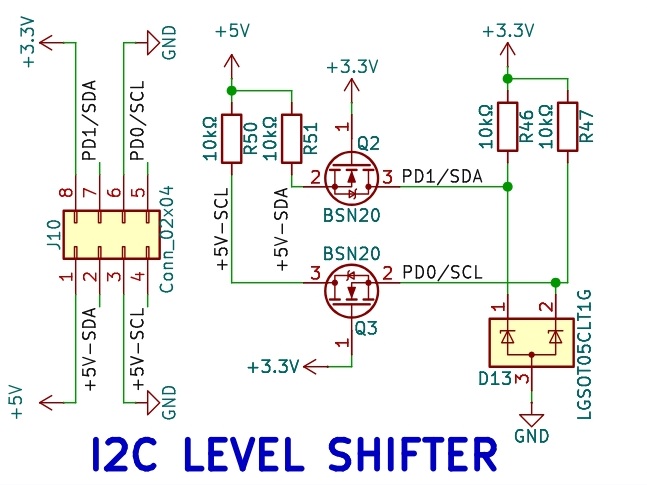 +3.3V
GND
PD1/SDA
PD0/SCL
8
7
6
5
J10
Conn_02x04
1
2
3
4
+5V-SDA
+5V-SCL
+5V
GND
+5V
10kΩ
R50
10kΩ
R51
+5V-SCL
+5V-SDA
+3.3V
1
Q2
2
3
PD1/SDA
BSN20
BSN20
3
2
PD0/SCL
Q3
1
+3.3V
+3.3V
10kΩ
R46
10kΩ
R47
1
2
D13
3
LGSOT05CLT1G
GND
I2C LEVEL SHIFTER